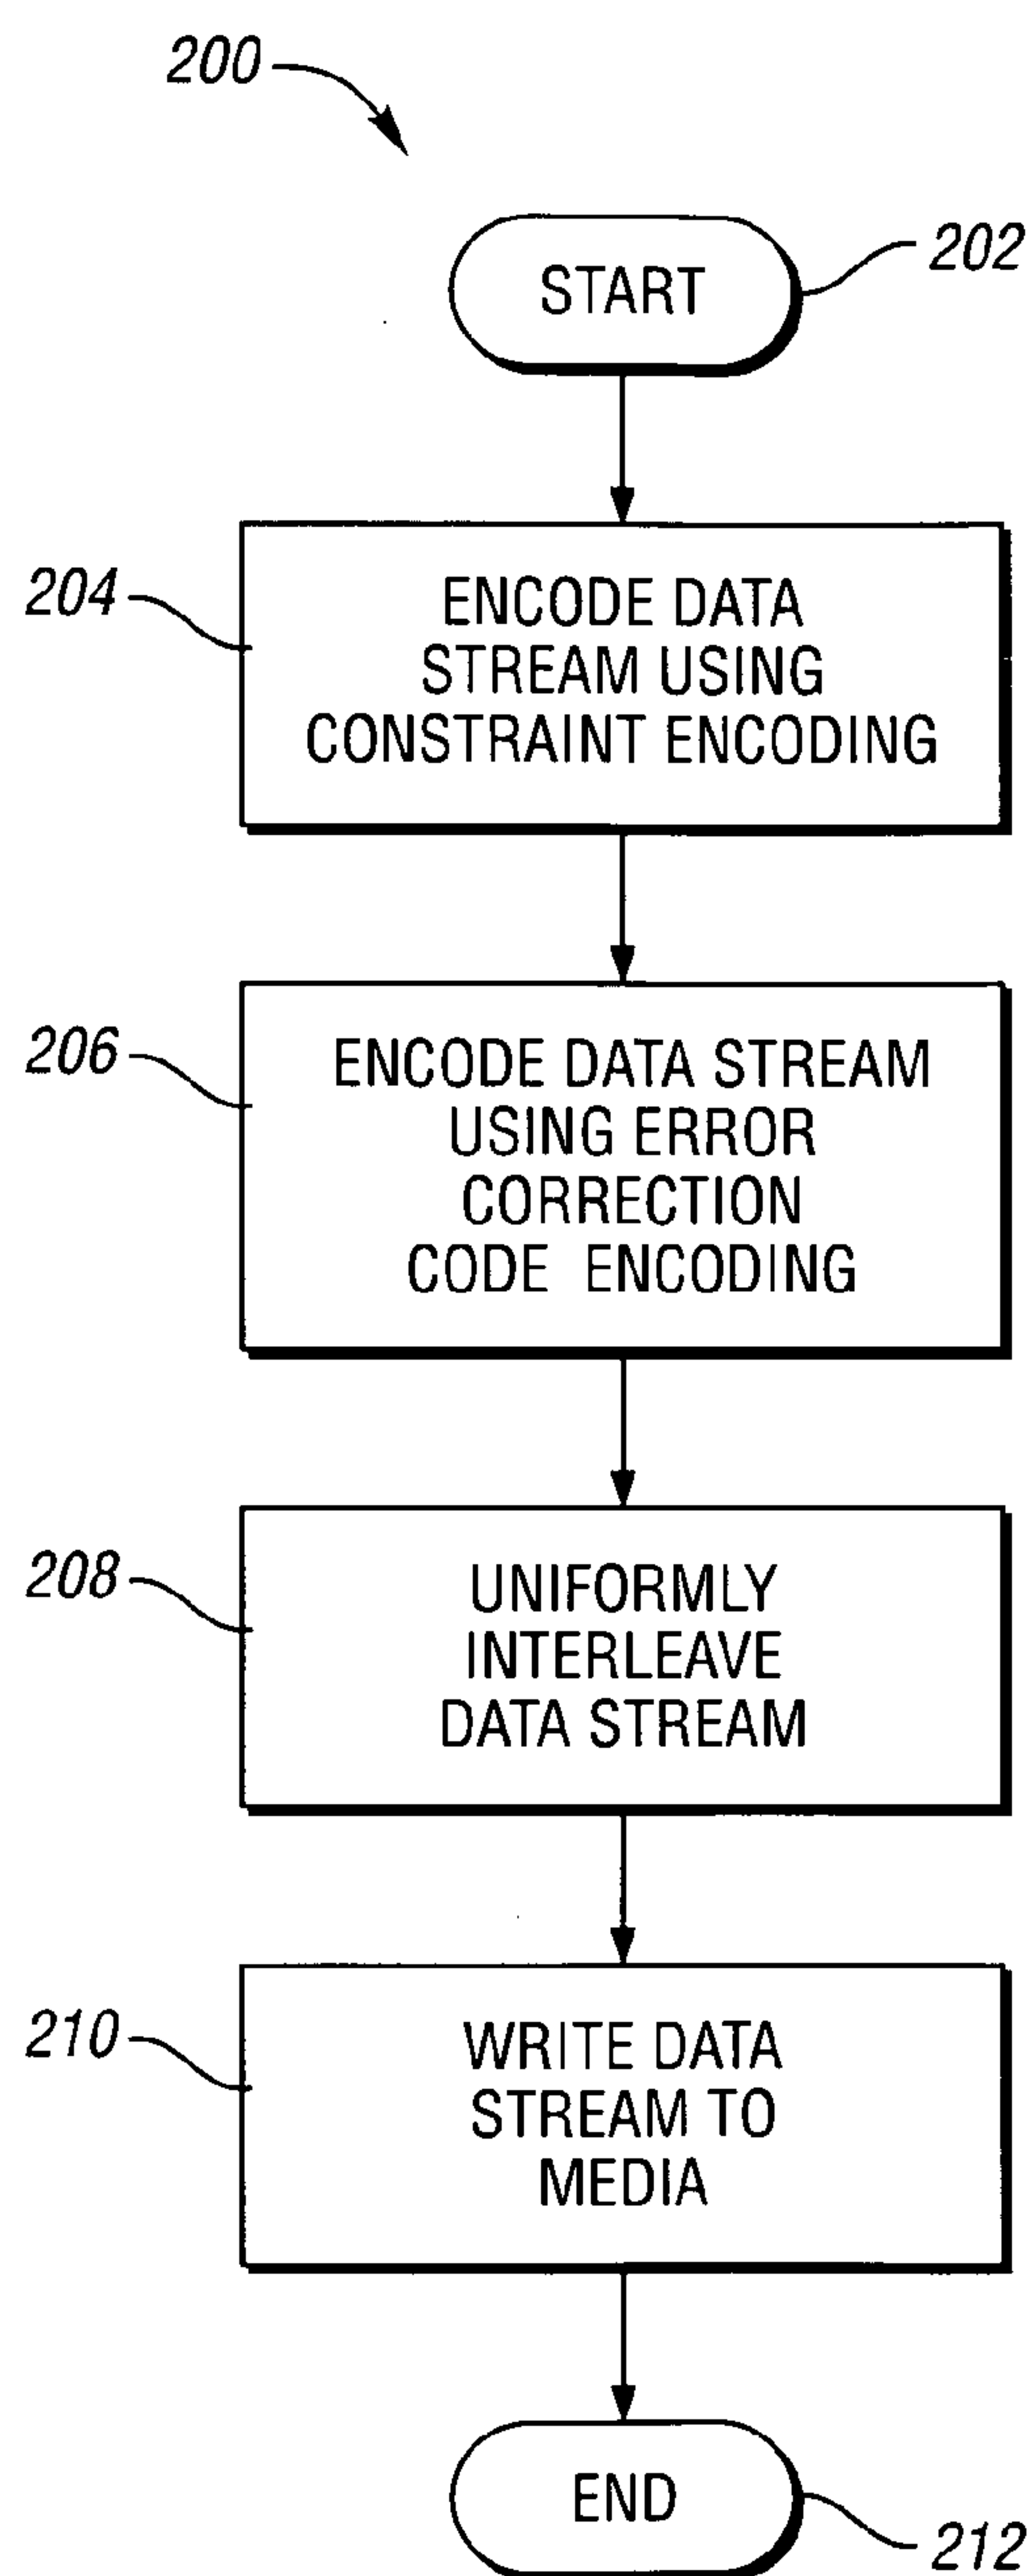 200
START
202
204
ENCODE DATA
STREAM USING
CONSTRAINT ENCODING
206
ENCODE DATA STREAM
USING ERROR
CORRECTION
CODE ENCODING
208
UNIFORMLY
INTERLEAVE
DATA STREAM
210
WRITE DATA
STREAM TO
MEDIA
END
212